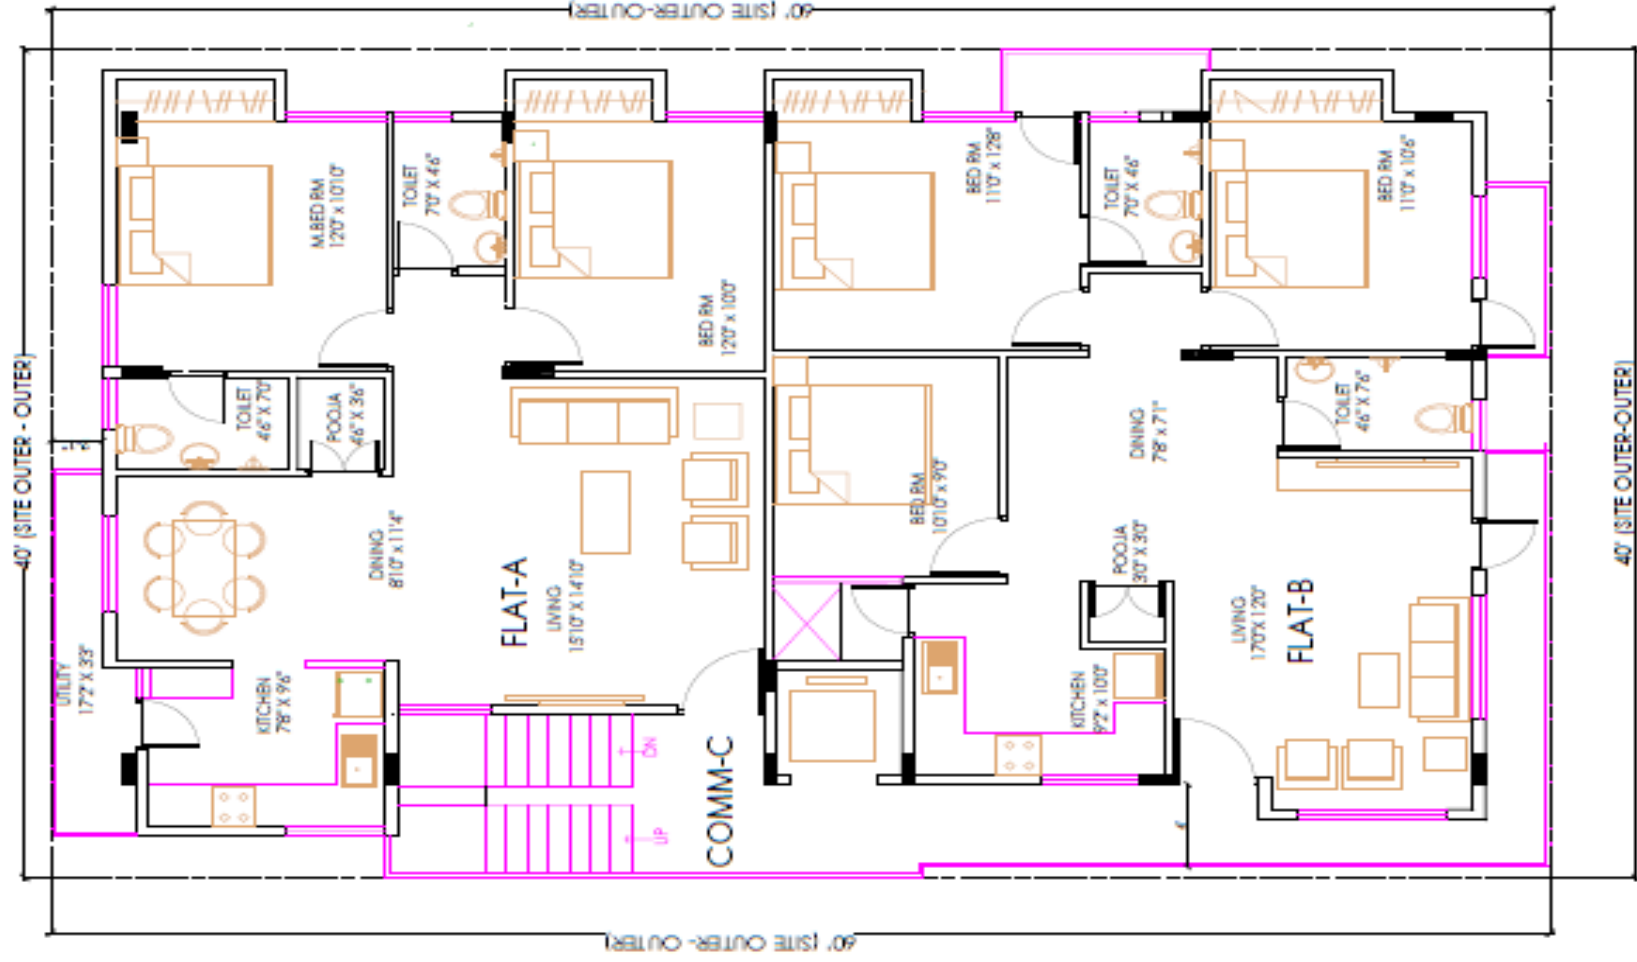 60' (SITE OUTER-OUTER)
M.BED RM
12'0" x 10'10"
TOILET
7'0" X 4'6"
BED RM
12'0" x 10'0"
BED RM
11'0" x 12'8"
TOILET
7'0" X 4'6"
BED RM
11'0" x 10'6"
40' (SITE OUTER - OUTER)
TOILET
4'6" X 7'0"
POOJA
4'6" X 3'6"
DINING
7'8" x 7'1"
TOILET
4'6" X 7'6"
BED RM
10'10" x 9'0"
40' (SITE OUTER-OUTER)
DINING
8'10" x 11'4"
FLAT-A
LIVING
15'10" X 14'10"
POOJA
3'0" X 3'0"
LIVING
17'0"X 12'0"
FLAT-B
UTILITY
17'2" X 3'3"
KITCHEN
7'8" X 9'6"
KITCHEN
9'2" x 10'0"
DN
UP
COMM-C
4'
60' (SITE OUTER- OUTER)